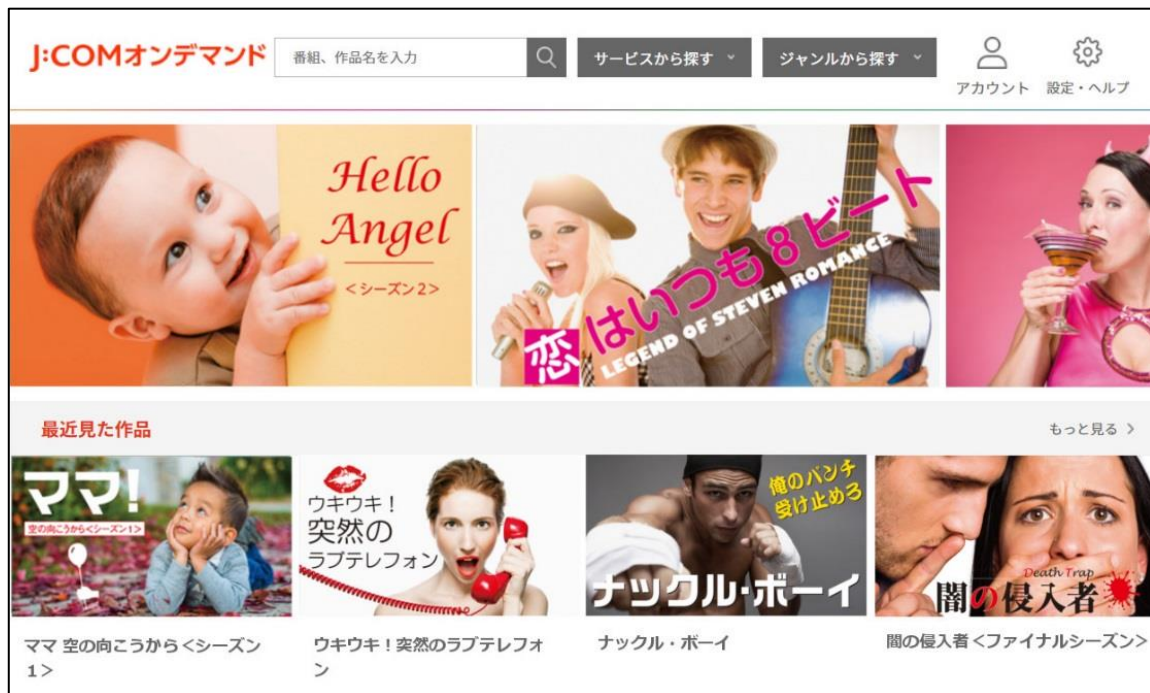 J:COMオンデマンド
番組、作品名を入力
サービスから探す
ジャンルから探す
アカウント
設定・ヘルプ
Hello
Angel
＜シーズン2＞
恋はいつも8ビート
LEGEND OF STEVEN ROMANCE
最近見た作品
もっと見る
ママ!
空の向こうから<シーズン1>
ウキウキ！
突然の
ラブテレフォン
俺のパンチ
受け止めろ
ナックル・ボーイ
Death Trap
闇の侵入者
ママ 空の向こうから＜シーズン
1＞
ウキウキ！突然のラブテレフォ
ン
ナックル・ボーイ
闇の侵入者＜ファイナルシーズン＞